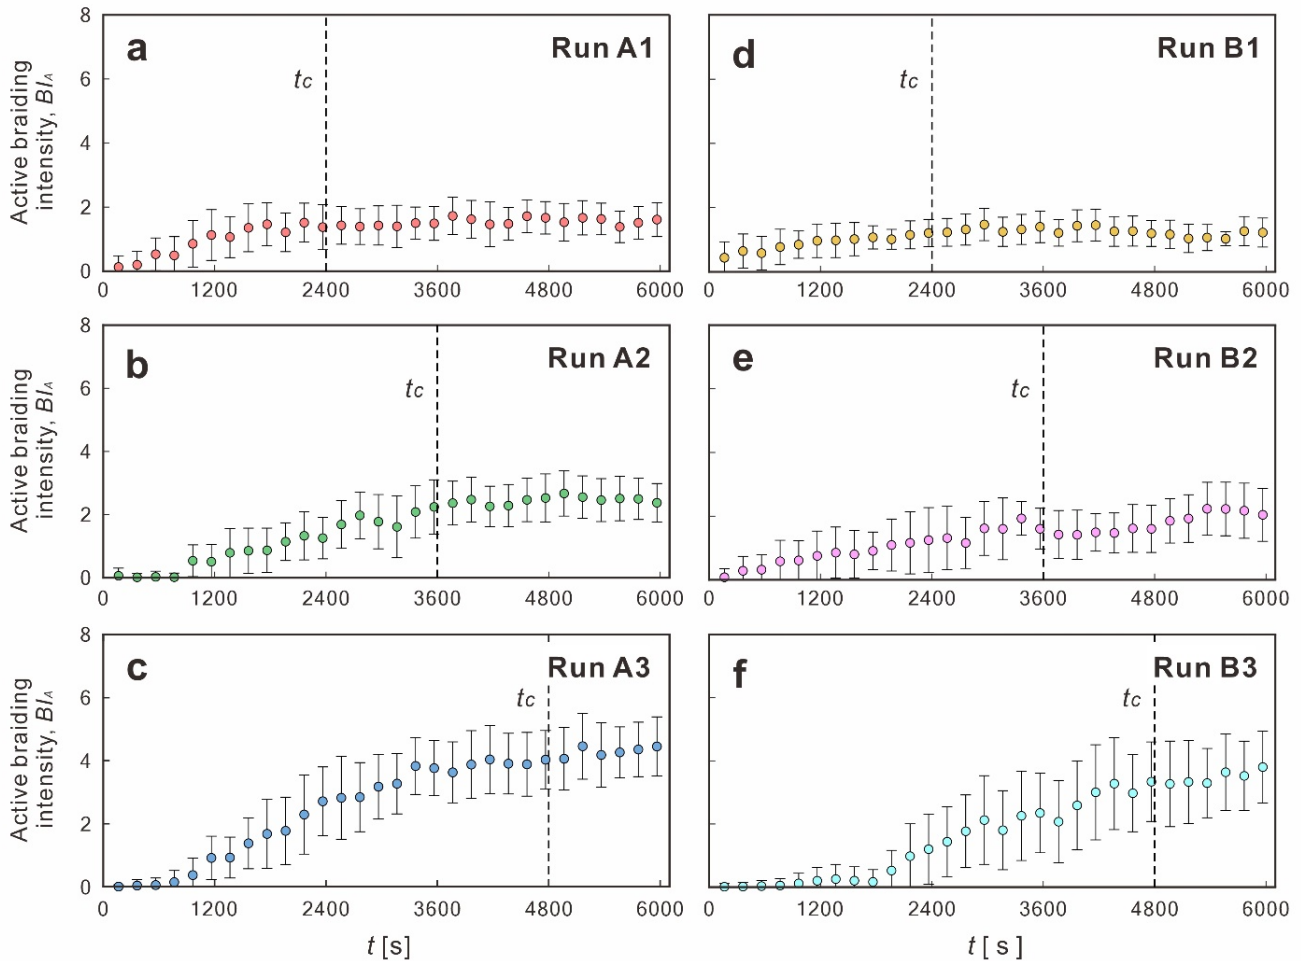 a
Run A1
tc
Active braiding
intensity, BIA
8
6
4
2
0
0 1200 2400 3600 4800 6000
d
Run B1
tc
0 1200 2400 3600 4800 6000
b
Run A2
tc
Active braiding
intensity, BIA
8
6
4
2
0
0 1200 2400 3600 4800 6000
e
Run B2
tc
0 1200 2400 3600 4800 6000
c
Run A3
tc
Active braiding
intensity, BIA
8
6
4
2
0
0 1200 2400 3600 4800 6000
t [s]
f
Run B3
tc
0 1200 2400 3600 4800 6000
t [ s ]